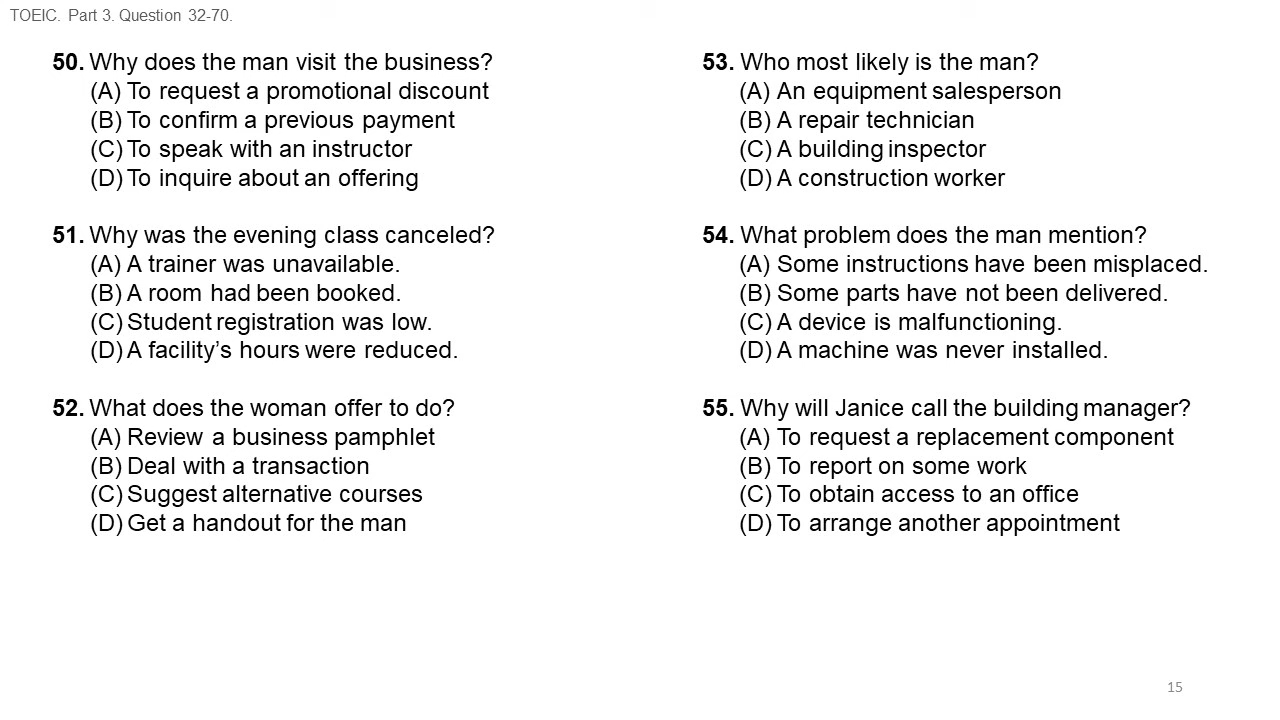 TOEIC. Part 3. Question 32-70.
50. Why does the man visit the business?
(A) To request a promotional discount
(B) To confirm a previous payment
(C) To speak with an instructor
(D) To inquire about an offering
51. Why was the evening class canceled?
(A) A trainer was unavailable.
(B) A room had been booked.
(C) Student registration was low.
(D) A facility’s hours were reduced.
52. What does the woman offer to do?
(A) Review a business pamphlet
(B) Deal with a transaction
(C) Suggest alternative courses
(D) Get a handout for the man
53. Who most likely is the man?
(A) An equipment salesperson
(B) A repair technician
(C) A building inspector
(D) A construction worker
54. What problem does the man mention?
(A) Some instructions have been misplaced.
(B) Some parts have not been delivered.
(C) A device is malfunctioning.
(D) A machine was never installed.
55. Why will Janice call the building manager?
(A) To request a replacement component
(B) To report on some work
(C) To obtain access to an office
(D) To arrange another appointment
15